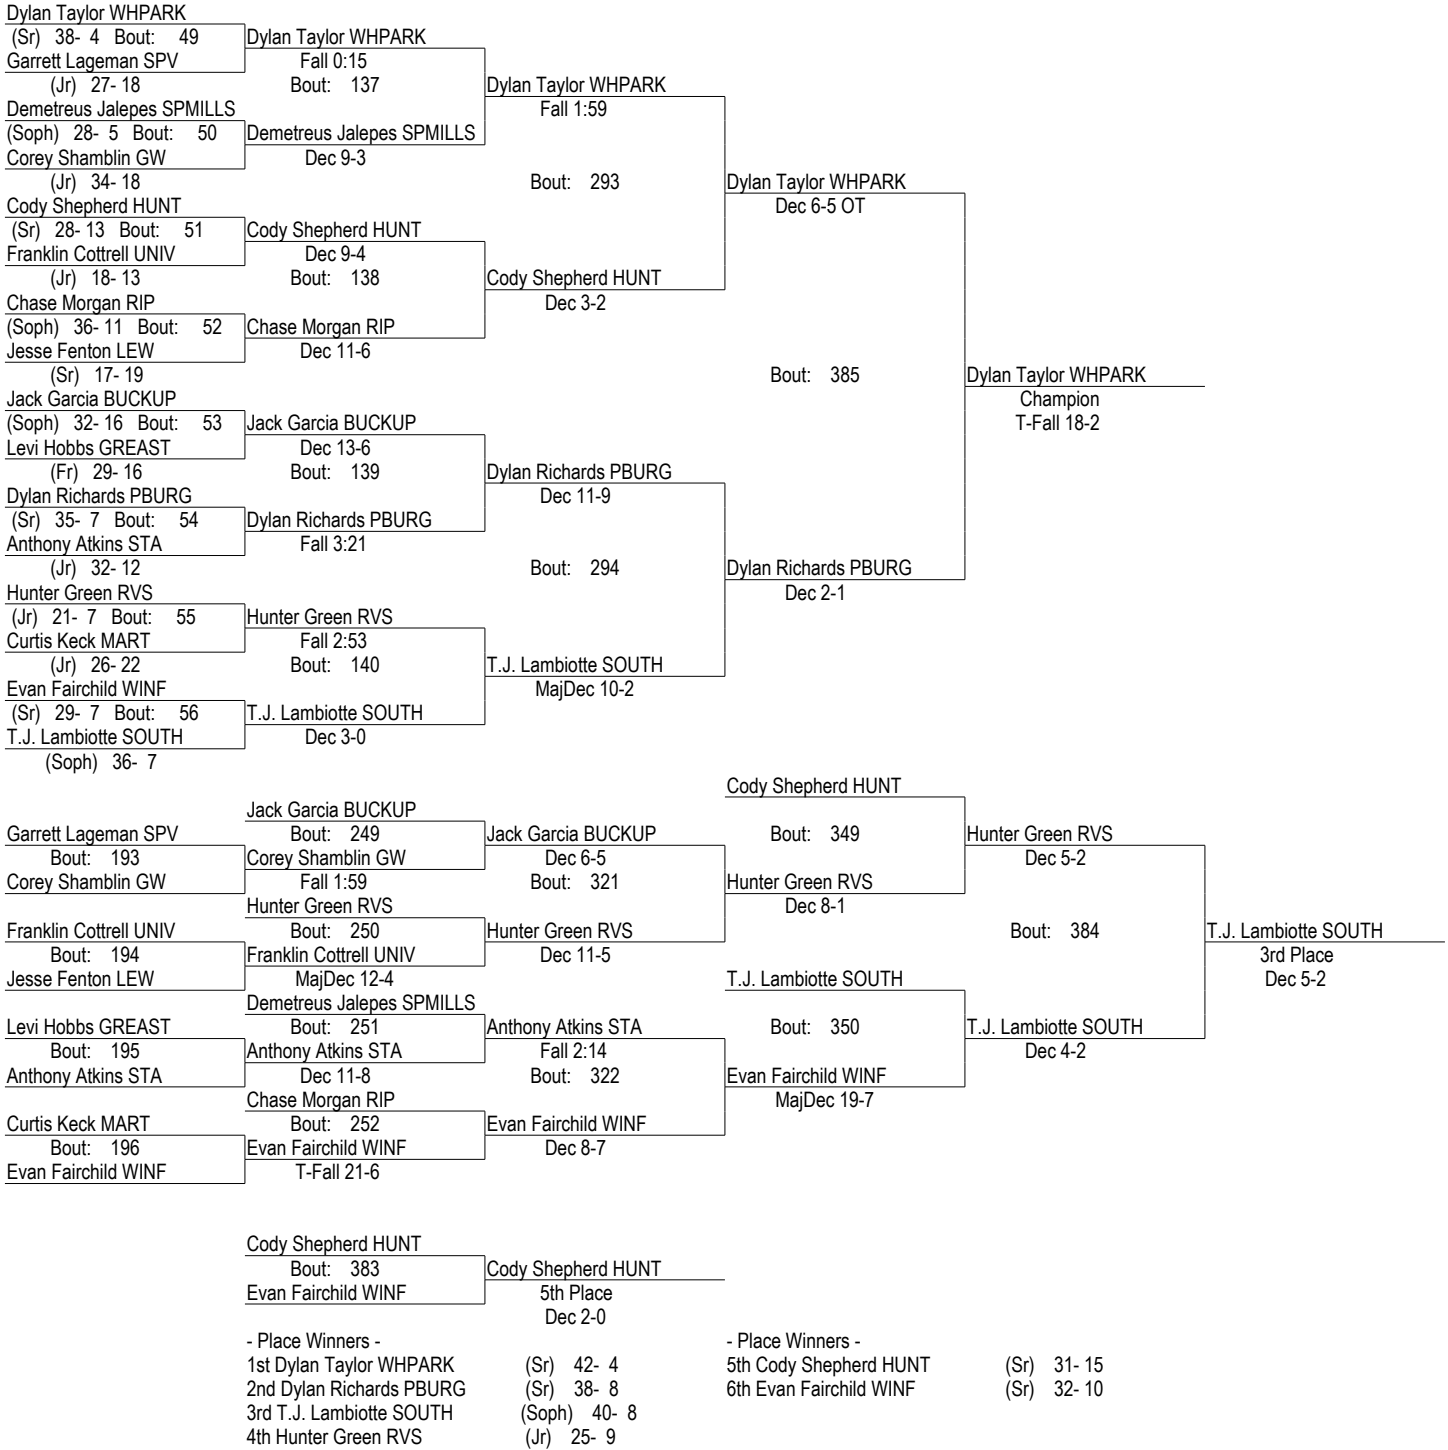 Dylan Taylor WHPARK
(Sr) 38- 4 Bout: 49 Dylan Taylor WHPARK
Garrett Lageman SPV Fall 0:15
(Jr) 27- 18 Bout: 137 Dylan Taylor WHPARK
Demetreus Jalepes SPMILLS Fall 1:59
(Soph) 28- 5 Bout: 50 Demetreus Jalepes SPMILLS
Corey Shamblin GW Dec 9-3
(Jr) 34- 18 Bout: 293 Dylan Taylor WHPARK
Cody Shepherd HUNT Dec 6-5 OT
(Sr) 28- 13 Bout: 51 Cody Shepherd HUNT
Franklin Cottrell UNIV Dec 9-4
(Jr) 18- 13 Bout: 138 Cody Shepherd HUNT
Chase Morgan RIP Dec 3-2
(Soph) 36- 11 Bout: 52 Chase Morgan RIP
Jesse Fenton LEW Dec 11-6
(Sr) 17- 19 Bout: 385 Dylan Taylor WHPARK
Jack Garcia BUCKUP Champion
(Soph) 32- 16 Bout: 53 Jack Garcia BUCKUP T-Fall 18-2
Levi Hobbs GREAST Dec 13-6
(Fr) 29- 16 Bout: 139 Dylan Richards PBURG
Dylan Richards PBURG Dec 11-9
(Sr) 35- 7 Bout: 54 Dylan Richards PBURG
Anthony Atkins STA Fall 3:21
(Jr) 32- 12 Bout: 294 Dylan Richards PBURG
Hunter Green RVS Dec 2-1
(Jr) 21- 7 Bout: 55 Hunter Green RVS
Curtis Keck MART Fall 2:53
(Jr) 26- 22 Bout: 140 T.J. Lambiotte SOUTH
Evan Fairchild WINF MajDec 10-2
(Sr) 29- 7 Bout: 56 T.J. Lambiotte SOUTH
T.J. Lambiotte SOUTH Dec 3-0
(Soph) 36- 7
Cody Shepherd HUNT
Jack Garcia BUCKUP
Garrett Lageman SPV Bout: 249 Jack Garcia BUCKUP Bout: 349 Hunter Green RVS
Bout: 193 Corey Shamblin GW Dec 6-5 Dec 5-2
Corey Shamblin GW Fall 1:59 Bout: 321 Hunter Green RVS
Hunter Green RVS Dec 8-1
Franklin Cottrell UNIV Bout: 250 Hunter Green RVS Bout: 384 T.J. Lambiotte SOUTH
Bout: 194 Franklin Cottrell UNIV Dec 11-5 3rd Place
Jesse Fenton LEW MajDec 12-4 T.J. Lambiotte SOUTH Dec 5-2
Demetreus Jalepes SPMILLS
Levi Hobbs GREAST Bout: 251 Anthony Atkins STA Bout: 350 T.J. Lambiotte SOUTH
Bout: 195 Anthony Atkins STA Fall 2:14 Dec 4-2
Anthony Atkins STA Dec 11-8 Bout: 322 Evan Fairchild WINF
Chase Morgan RIP MajDec 19-7
Curtis Keck MART Bout: 252 Evan Fairchild WINF
Bout: 196 Evan Fairchild WINF Dec 8-7
Evan Fairchild WINF T-Fall 21-6
Cody Shepherd HUNT
Bout: 383 Cody Shepherd HUNT
Evan Fairchild WINF 5th Place
Dec 2-0
- Place Winners - - Place Winners -
1st Dylan Taylor WHPARK (Sr) 42- 4 5th Cody Shepherd HUNT (Sr) 31- 15
2nd Dylan Richards PBURG (Sr) 38- 8 6th Evan Fairchild WINF (Sr) 32- 10
3rd T.J. Lambiotte SOUTH (Soph) 40- 8
4th Hunter Green RVS (Jr) 25- 9